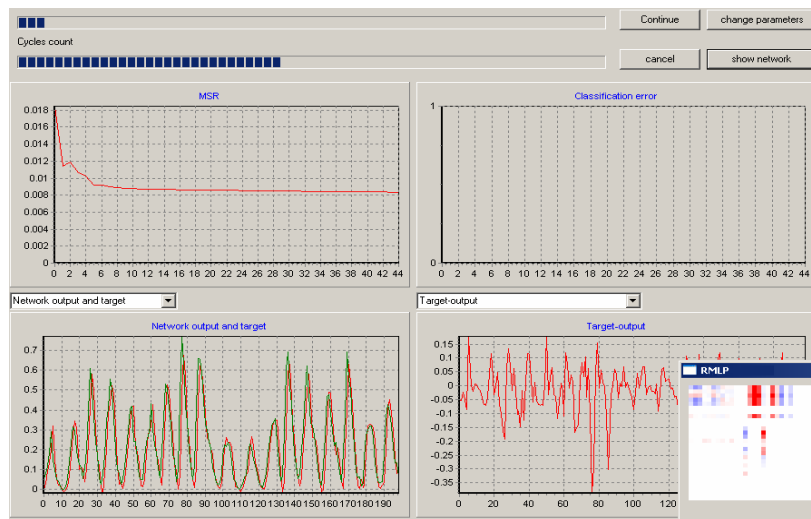 Continue
change parameters
Cycles count
cancel
show network
MSR
0.018
0.016
0.014
0.012
0.01
0.008
0.006
0.004
0.002
0
0 2 4 6 8 10 12 14 16 18 20 22 24 26 28 30 32 34 36 38 40 42 44
Classification error
1
0
0 2 4 6 8 10 12 14 16 18 20 22 24 26 28 30 32 34 36 38 40 42 44
Network output and target
Target-output
Network output and target
0.7
0.6
0.5
0.4
0.3
0.2
0.1
0
0 10 20 30 40 50 60 70 80 90 100 110 120 130 140 150 160 170 180 190
Target-output
0.15
0.1
0.05
0
-0.05
-0.1
-0.15
-0.2
-0.25
-0.3
-0.35
0 20 40 60 80 100 120
RMLP